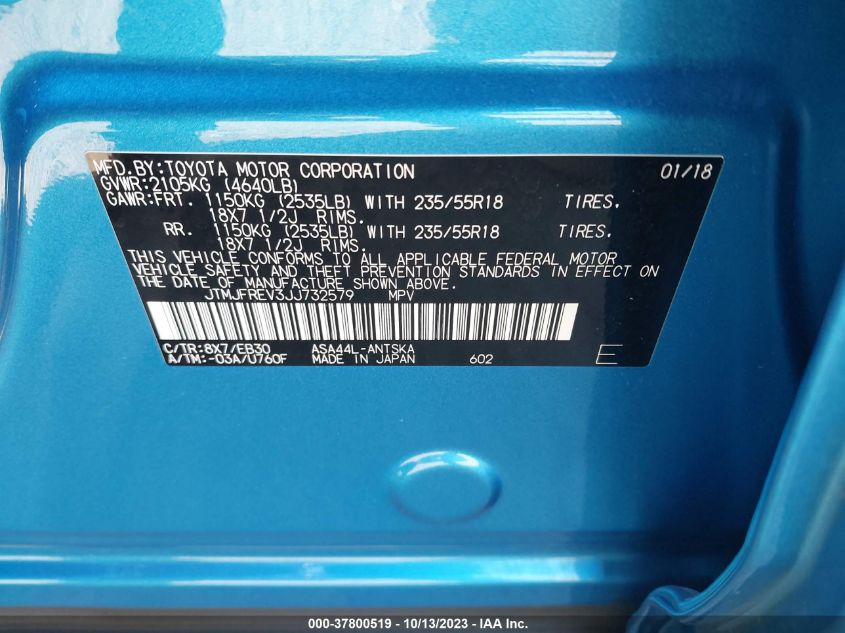 MFD.BY:TOYOTA MOTOR CORPORATION 01/18
GVWR:2105KG (4640LB)
GAWR:FRT. 1150KG (2535LB) WITH 235/55R18 TIRES.
18X7 1/2J RIMS.
RR. 1150KG (2535LB) WITH 235/55R18 TIRES.
18X7 1/2J RIMS.
THIS VEHICLE CONFORMS TO ALL APPLICABLE FEDERAL MOTOR
VEHICLE SAFETY AND THEFT PREVENTION STANDARDS IN EFFECT ON
THE DATE OF MANUFACTURE SHOWN ABOVE.
JTMJFREV3JJ732579 MPV
C/TR:8X7/EB30 ASA44L-ANTSKA
A/TM:-03A/U760F MADE IN JAPAN 602 E
000-37800519 - 10/13/2023 - IAA Inc.